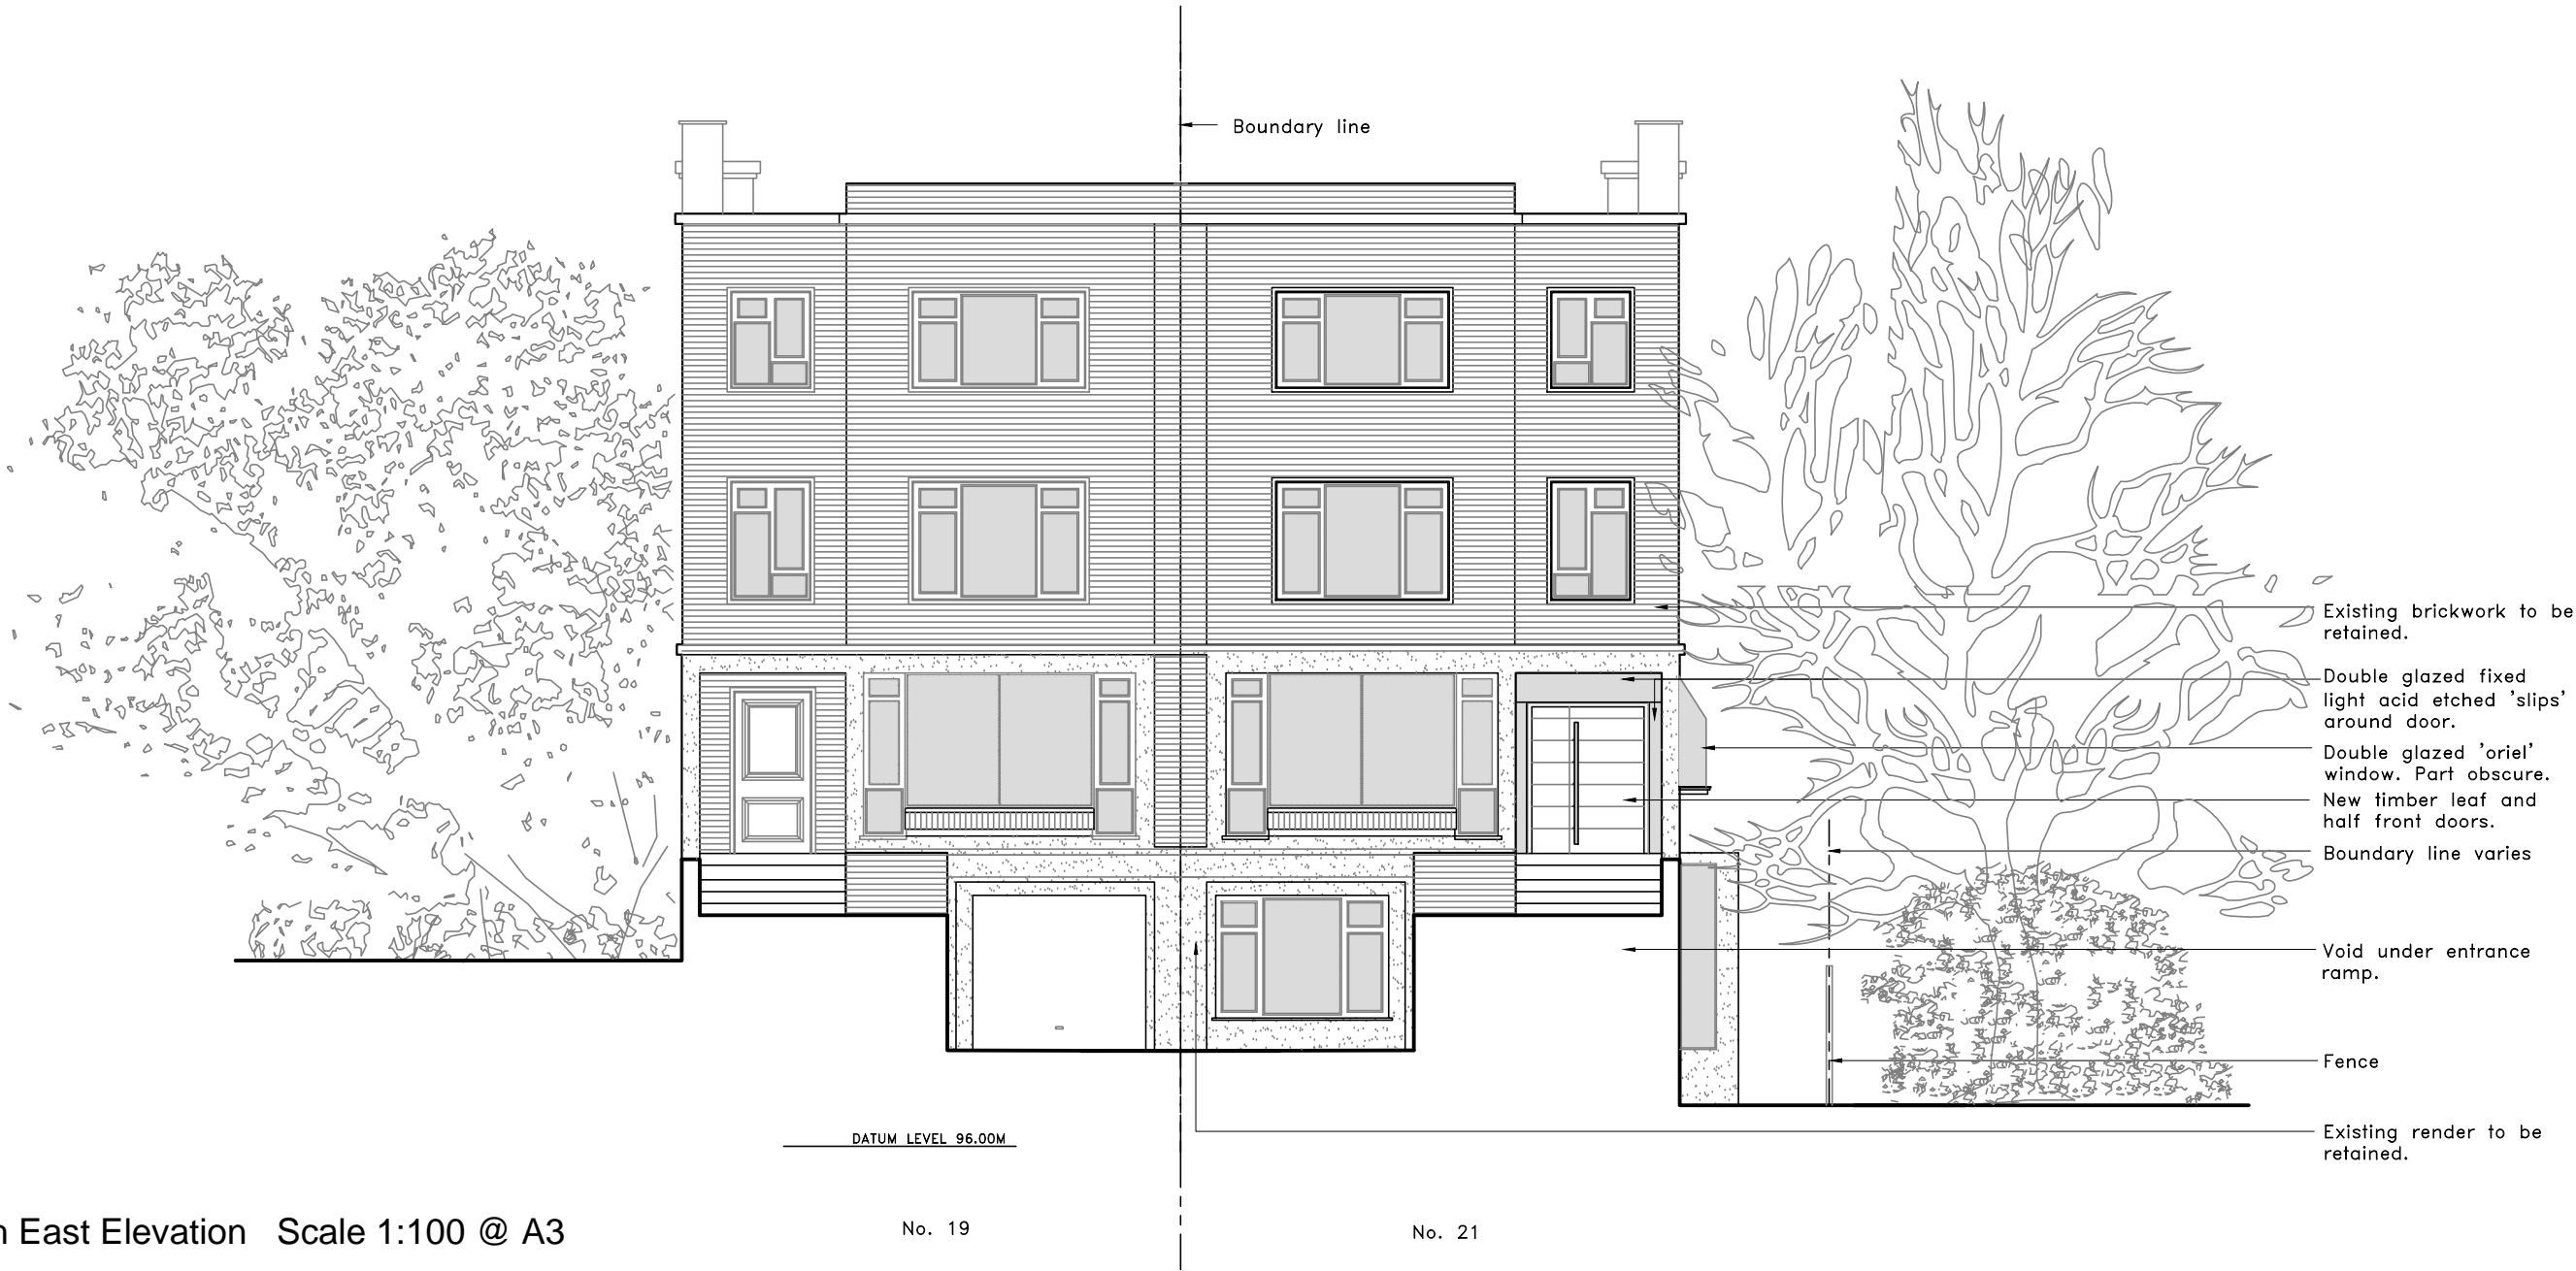 Boundary line
Existing brickwork to be
retained.
Double glazed fixed
light acid etched 'slips'
around door.
Double glazed 'oriel'
window. Part obscure.
New timber leaf and
half front doors.
Boundary line varies
Void under entrance
ramp.
Fence
Existing render to be
retained.
DATUM LEVEL 96.00M
No. 19
No. 21
East Elevation Scale 1:100 @ A3